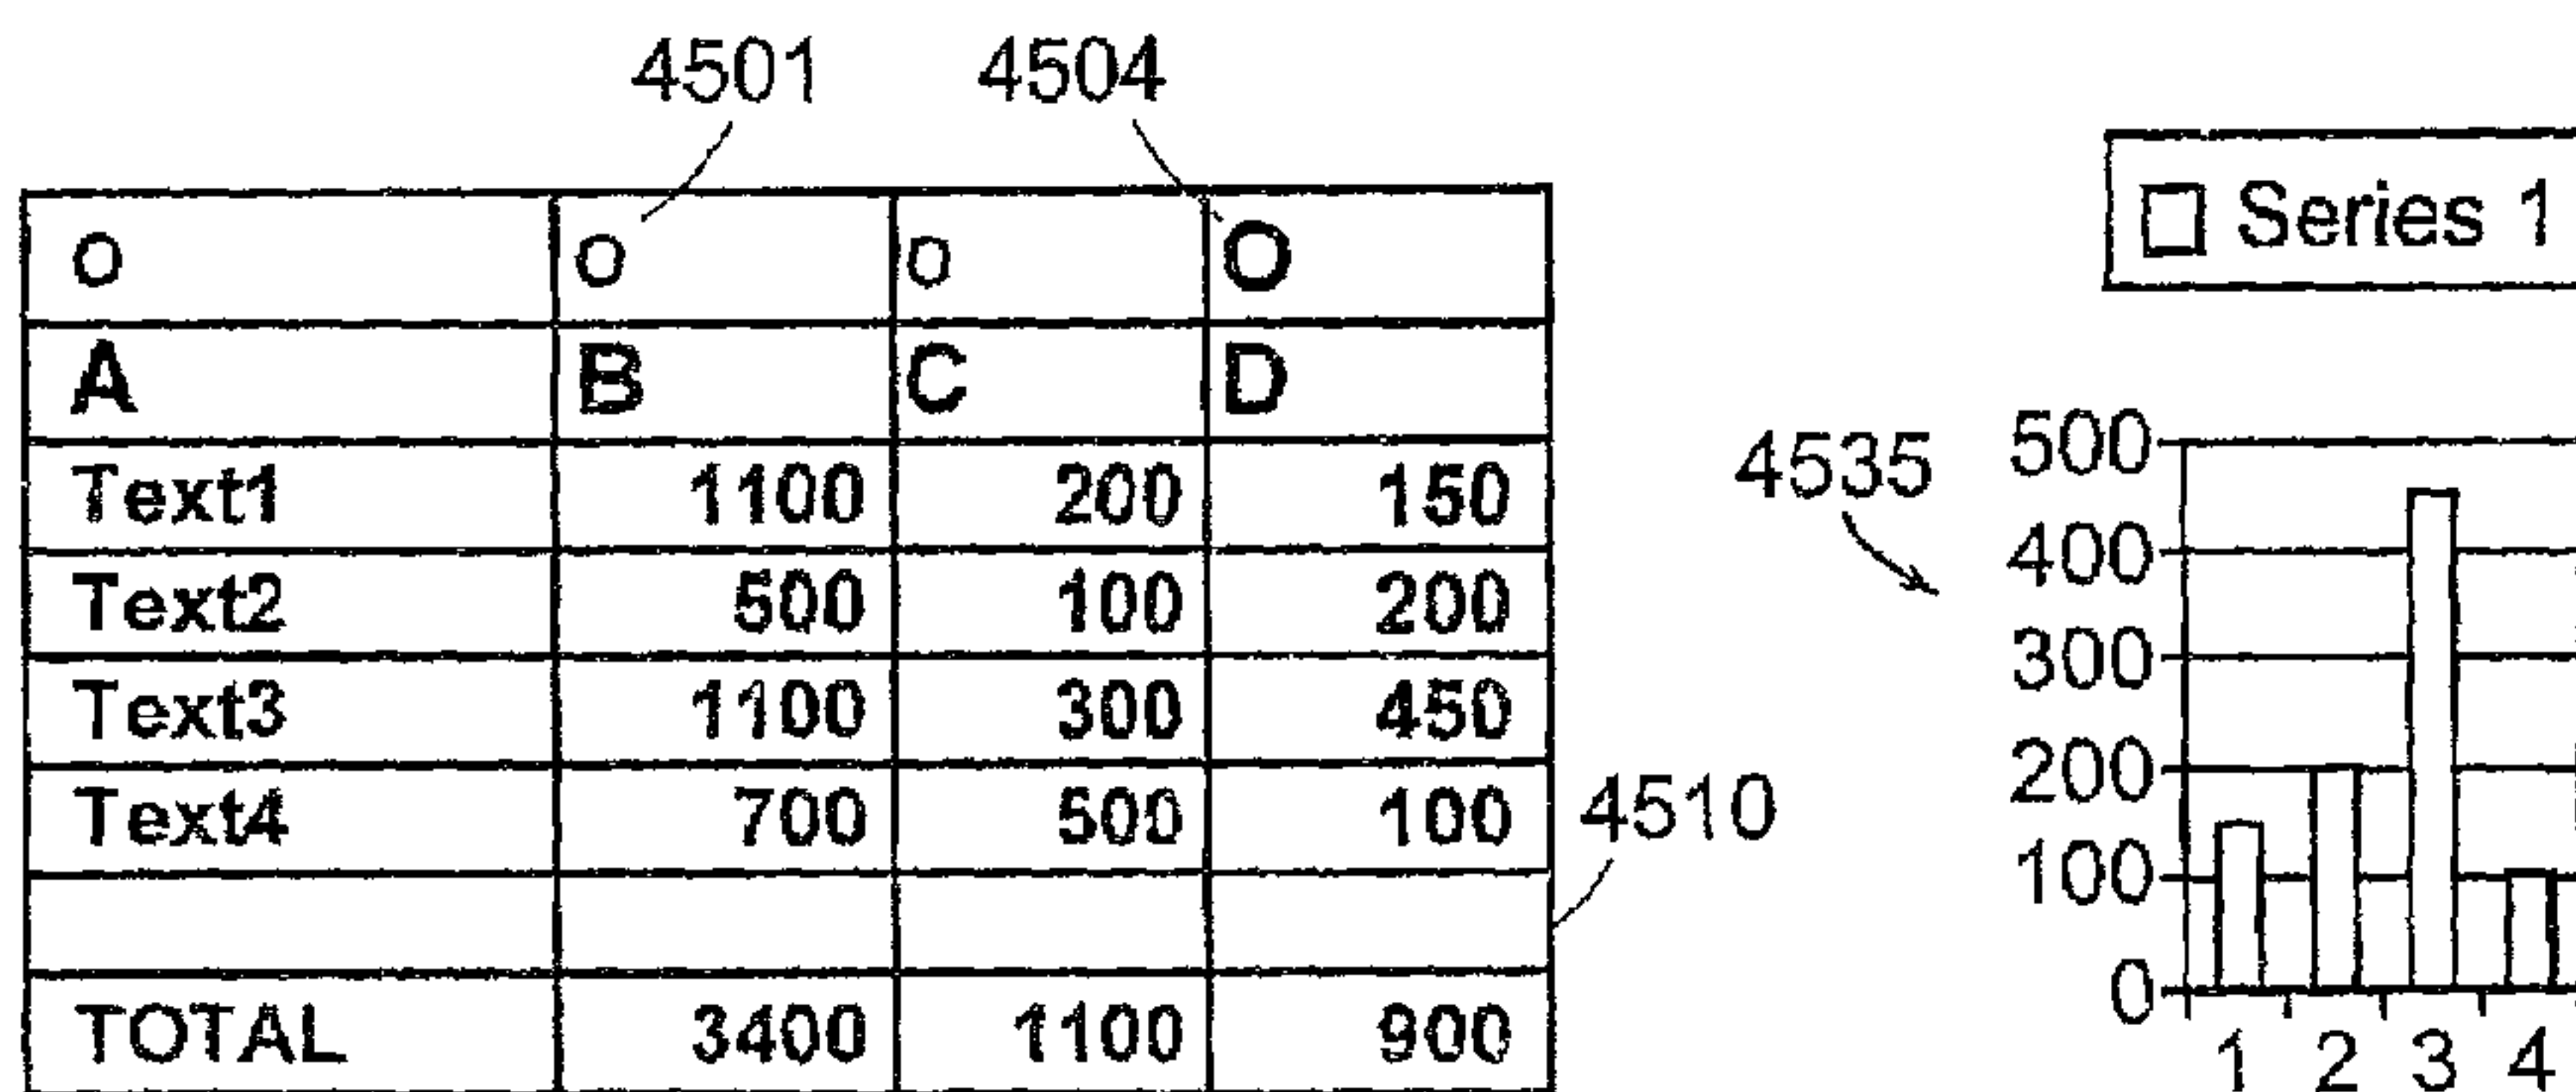 4501 4504
o o o O
A B C D
Text1 1100 200 150
Text2 500 100 200
Text3 1100 300 450
Text4 700 500 100
TOTAL 3400 1100 900
4510
Series 1
4535
500
400
300
200
100
0
1 2 3 4